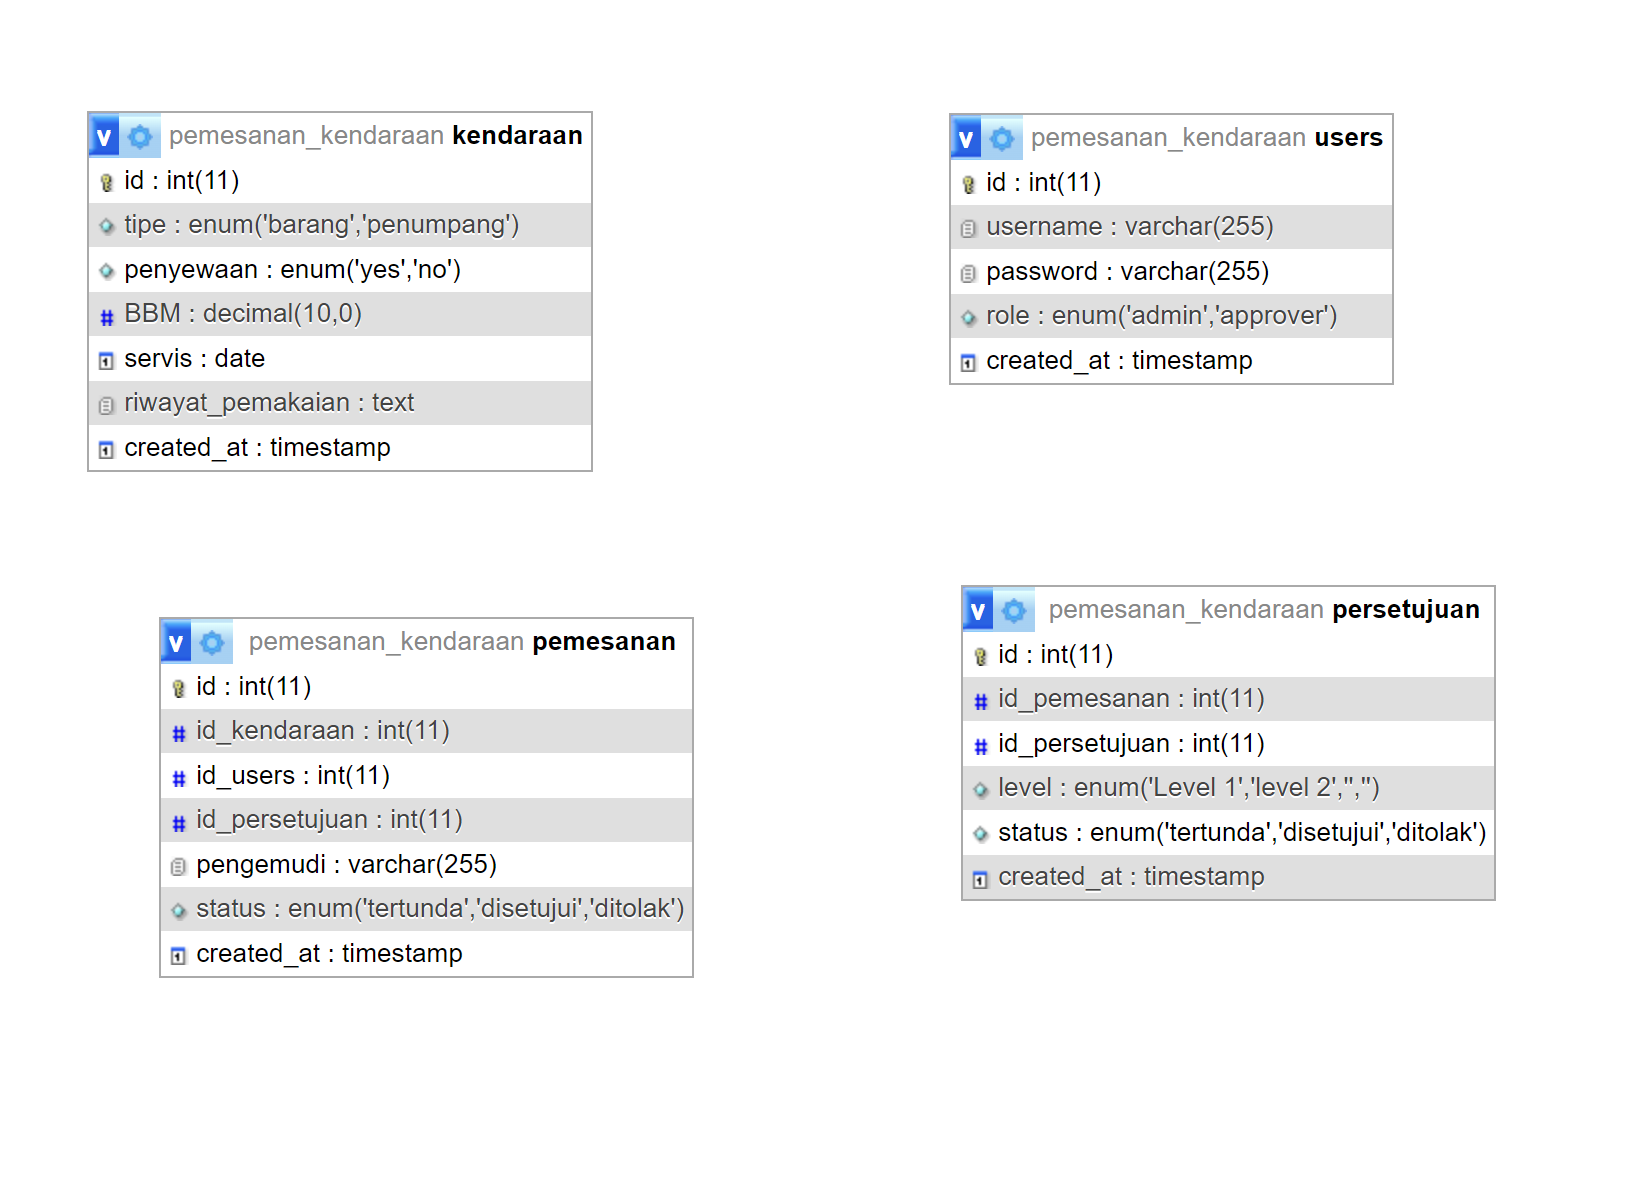 v pemesanan_kendaraan kendaraan
id : int(11)
tipe : enum('barang','penumpang')
penyewaan : enum('yes','no')
# BBM : decimal(10,0)
servis : date
riwayat_pemakaian : text
created_at : timestamp
v pemesanan_kendaraan users
id : int(11)
username : varchar(255)
password : varchar(255)
role : enum('admin','approver')
created_at : timestamp
v pemesanan_kendaraan pemesanan
id : int(11)
# id_kendaraan : int(11)
# id_users : int(11)
# id_persetujuan : int(11)
pengemudi : varchar(255)
status : enum('tertunda','disetujui','ditolak')
created_at : timestamp
v pemesanan_kendaraan persetujuan
id : int(11)
# id_pemesanan : int(11)
# id_persetujuan : int(11)
level : enum('Level 1','level 2','','')
status : enum('tertunda','disetujui','ditolak')
created_at : timestamp